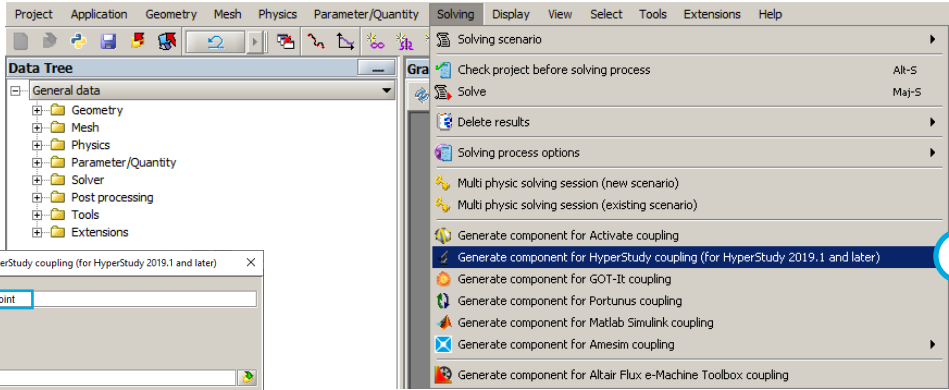 Project Application Geometry Mesh Physics Parameter/Quantity Solving Display View Select Tools Extensions Help
Data Tree
General data
Geometry
Mesh
Physics
Parameter/Quantity
Solver
Post processing
Tools
Extensions
erStudy coupling (for HyperStudy 2019.1 and later)
oint
Gra
Solving scenario
Check project before solving process Alt-S
Solve Maj-S
Delete results
Solving process options
Multi physic solving session (new scenario)
Multi physic solving session (existing scenario)
Generate component for Activate coupling
Generate component for HyperStudy coupling (for HyperStudy 2019.1 and later)
Generate component for GOT-It coupling
Generate component for Portunus coupling
Generate component for Matlab Simulink coupling
Generate component for Amesim coupling
Generate component for Altair Flux e-Machine Toolbox coupling